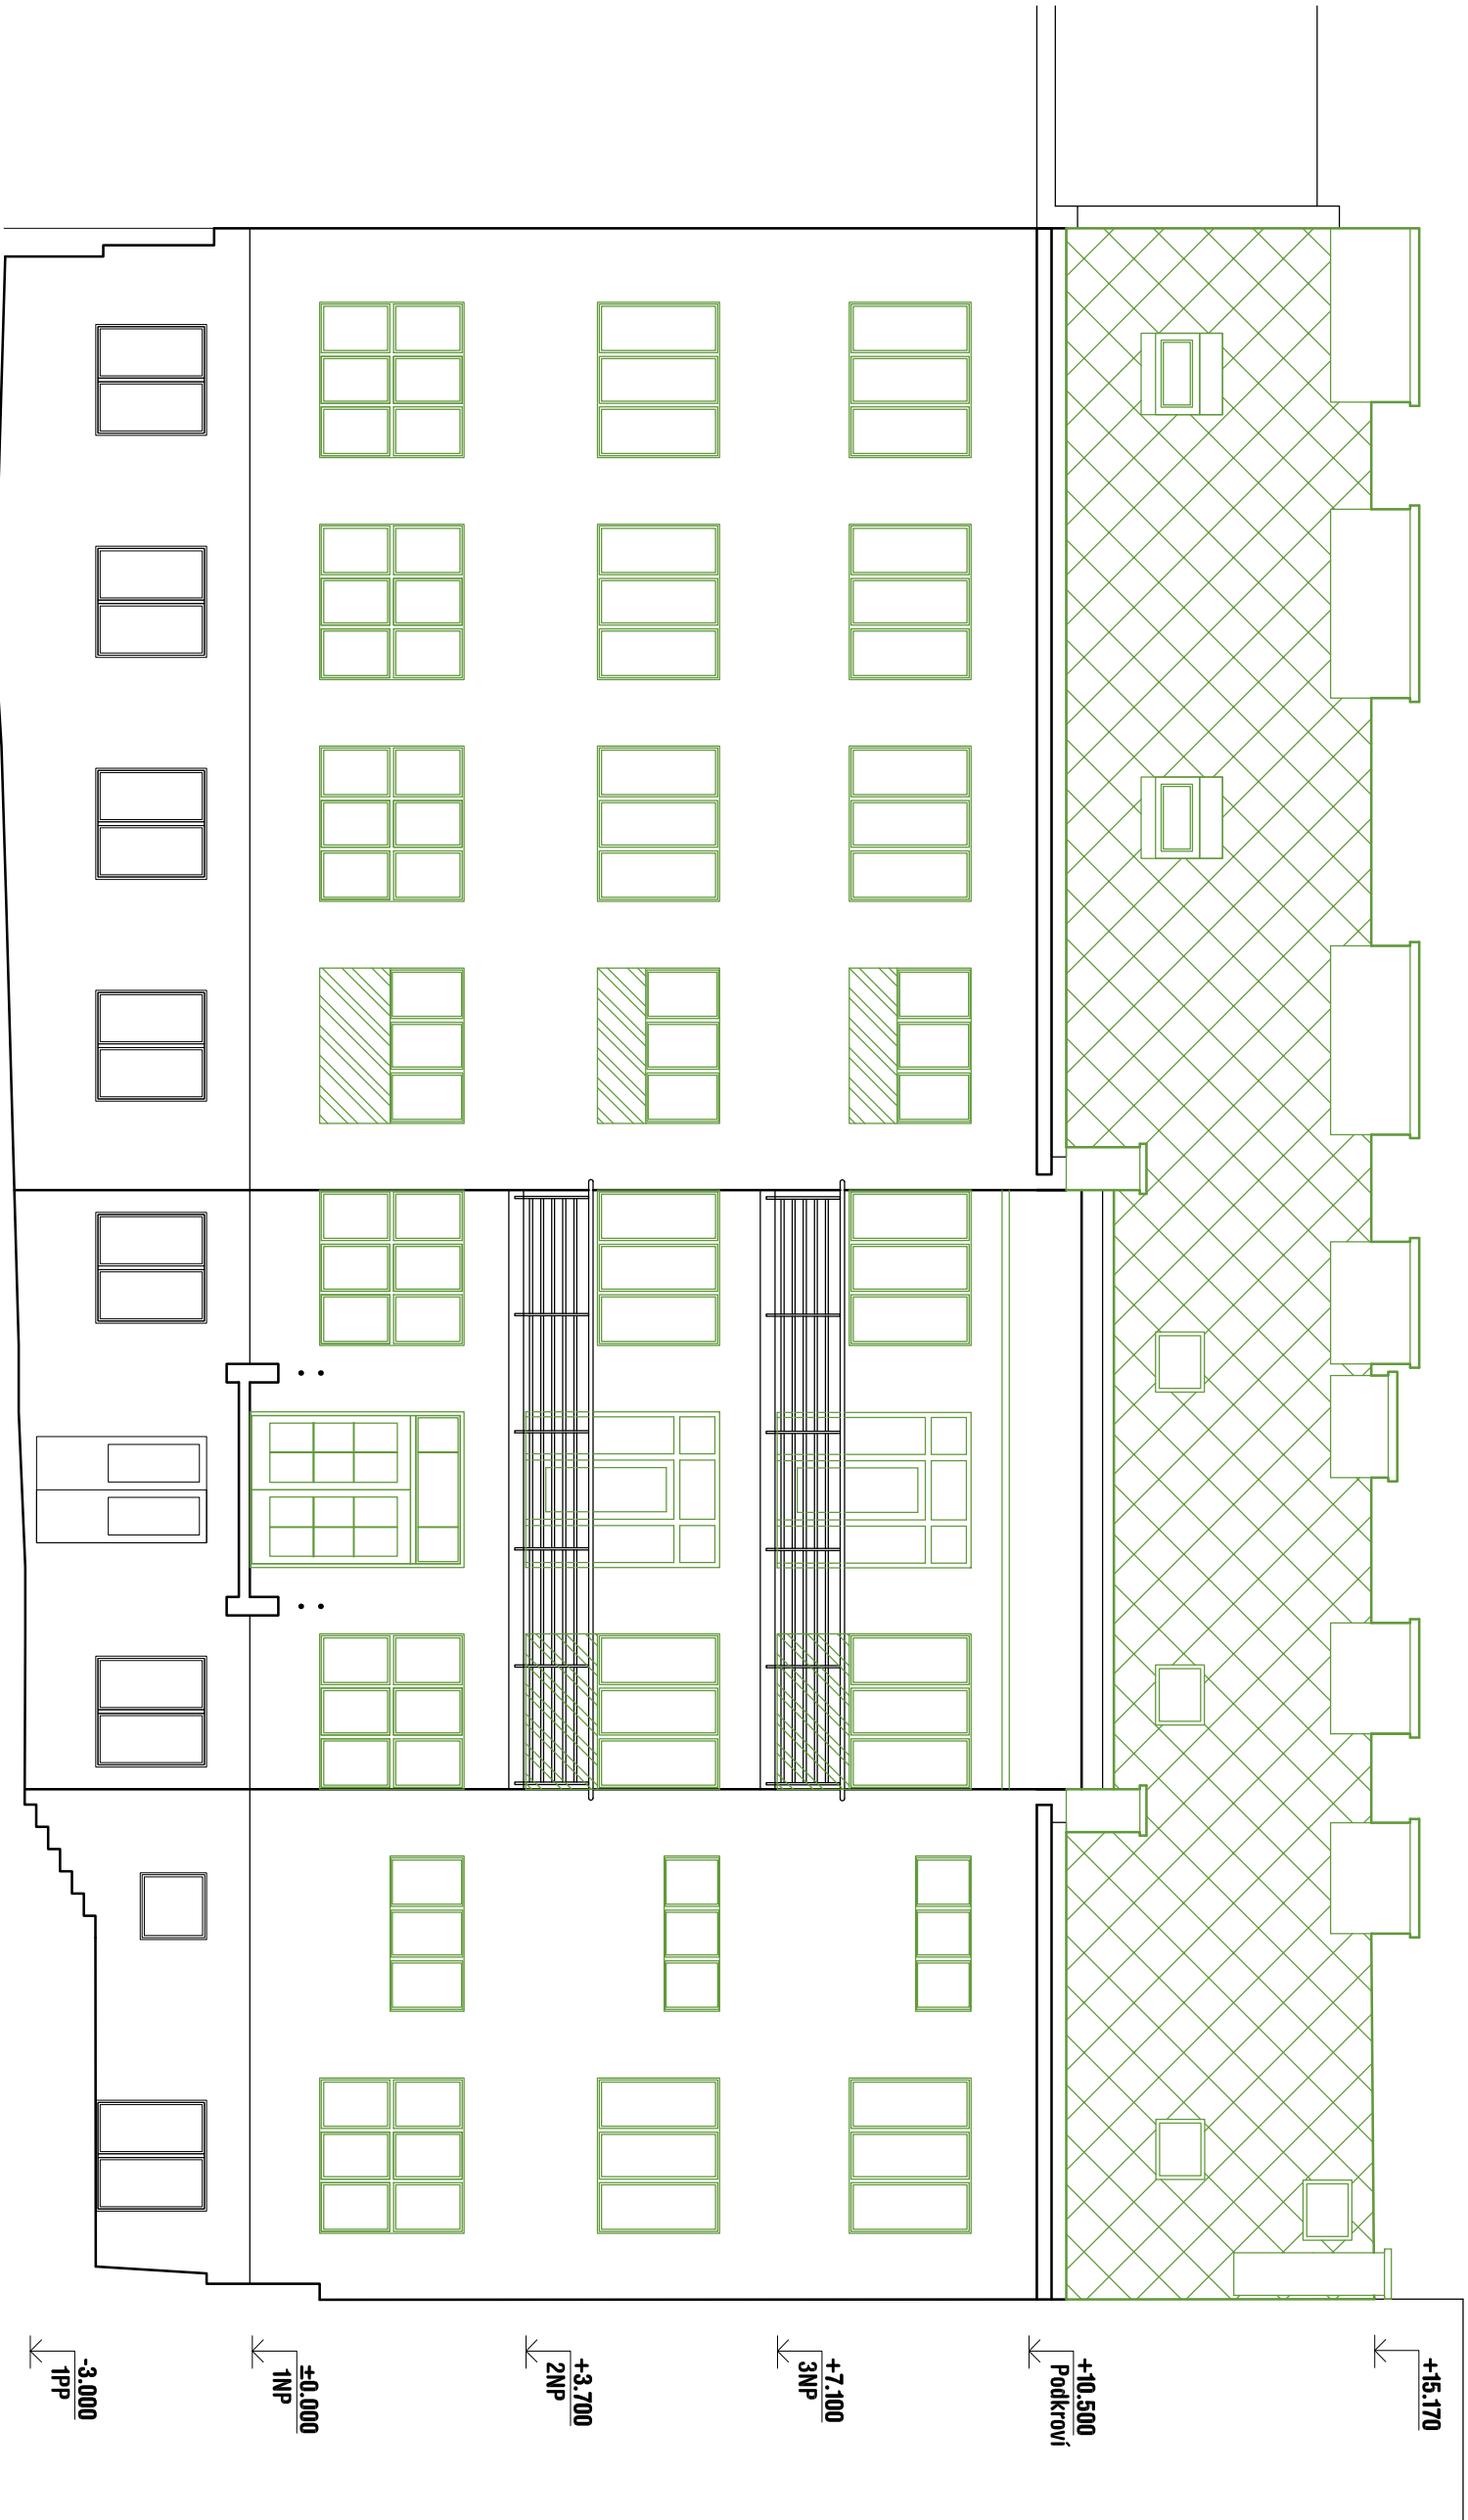 +15.170
+10.500
Podkroví
+7.100
3NP
+3.700
2NP
±0.000
1NP
-3.000
1PP